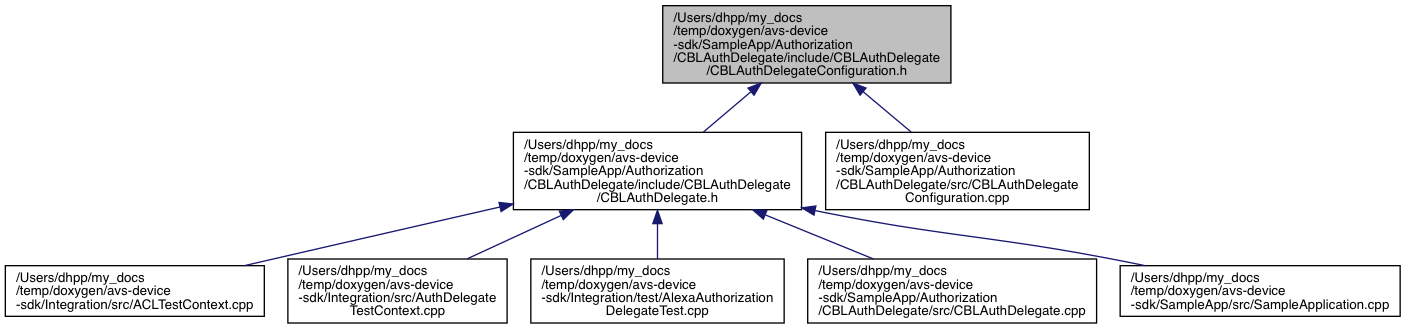 /Users/dhpp/my_docs
/temp/doxygen/avs-device
-sdk/SampleApp/Authorization
/CBLAuthDelegate/include/CBLAuthDelegate
/CBLAuthDelegateConfiguration.h
/Users/dhpp/my_docs
/temp/doxygen/avs-device
-sdk/SampleApp/Authorization
/CBLAuthDelegate/include/CBLAuthDelegate
/CBLAuthDelegate.h
/Users/dhpp/my_docs
/temp/doxygen/avs-device
-sdk/SampleApp/Authorization
/CBLAuthDelegate/src/CBLAuthDelegate
Configuration.cpp
/Users/dhpp/my_docs
/temp/doxygen/avs-device
-sdk/Integration/src/ACLTestContext.cpp
/Users/dhpp/my_docs
/temp/doxygen/avs-device
-sdk/Integration/src/AuthDelegate
TestContext.cpp
/Users/dhpp/my_docs
/temp/doxygen/avs-device
-sdk/Integration/test/AlexaAuthorization
DelegateTest.cpp
/Users/dhpp/my_docs
/temp/doxygen/avs-device
-sdk/SampleApp/Authorization
/CBLAuthDelegate/src/CBLAuthDelegate.cpp
/Users/dhpp/my_docs
/temp/doxygen/avs-device
-sdk/SampleApp/src/SampleApplication.cpp